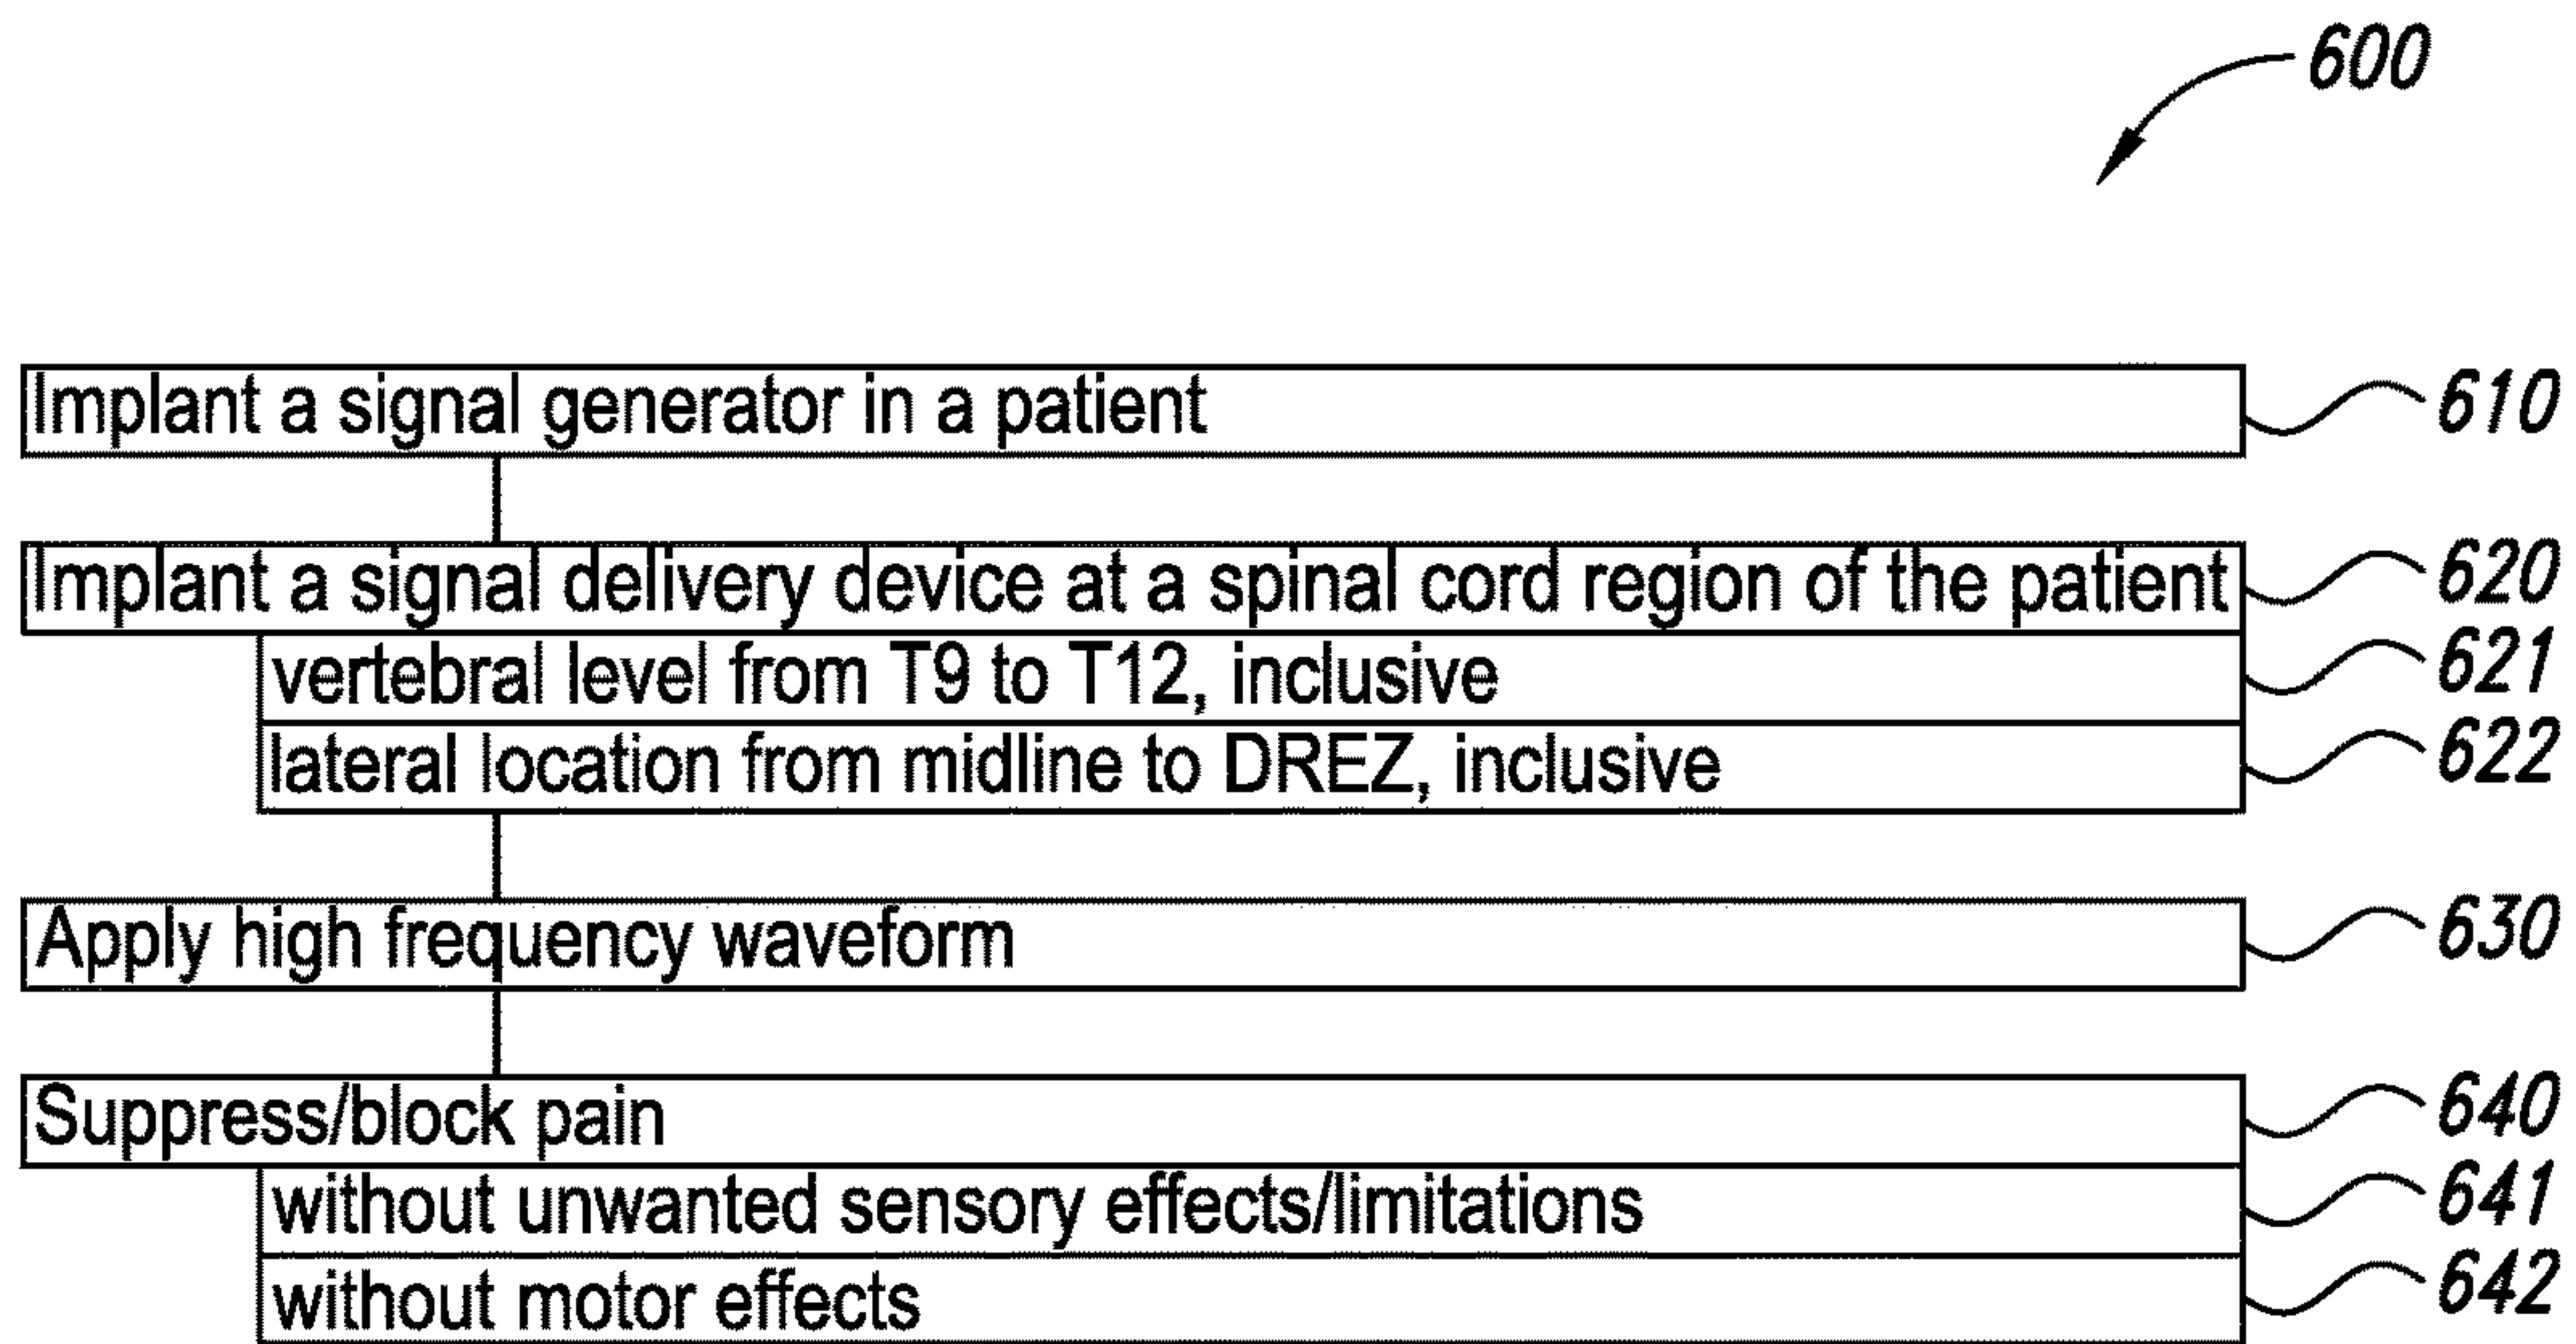 600
Implant a signal generator in a patient 610
Implant a signal delivery device at a spinal cord region of the patient 620
vertebral level from T9 to T12, inclusive 621
lateral location from midline to DREZ, inclusive 622
Apply high frequency waveform 630
Suppress/block pain 640
without unwanted sensory effects/limitations 641
without motor effects 642